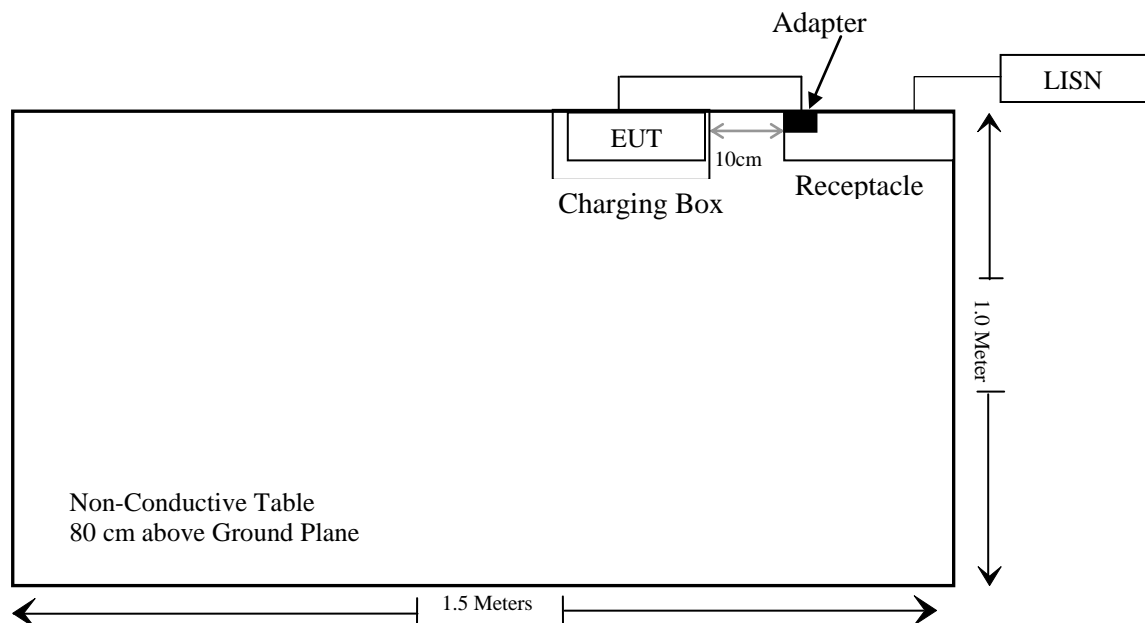 Adapter
LISN
EUT
10cm
Receptacle
Charging Box
1.0 Meter
Non-Conductive Table
80 cm above Ground Plane
1.5 Meters